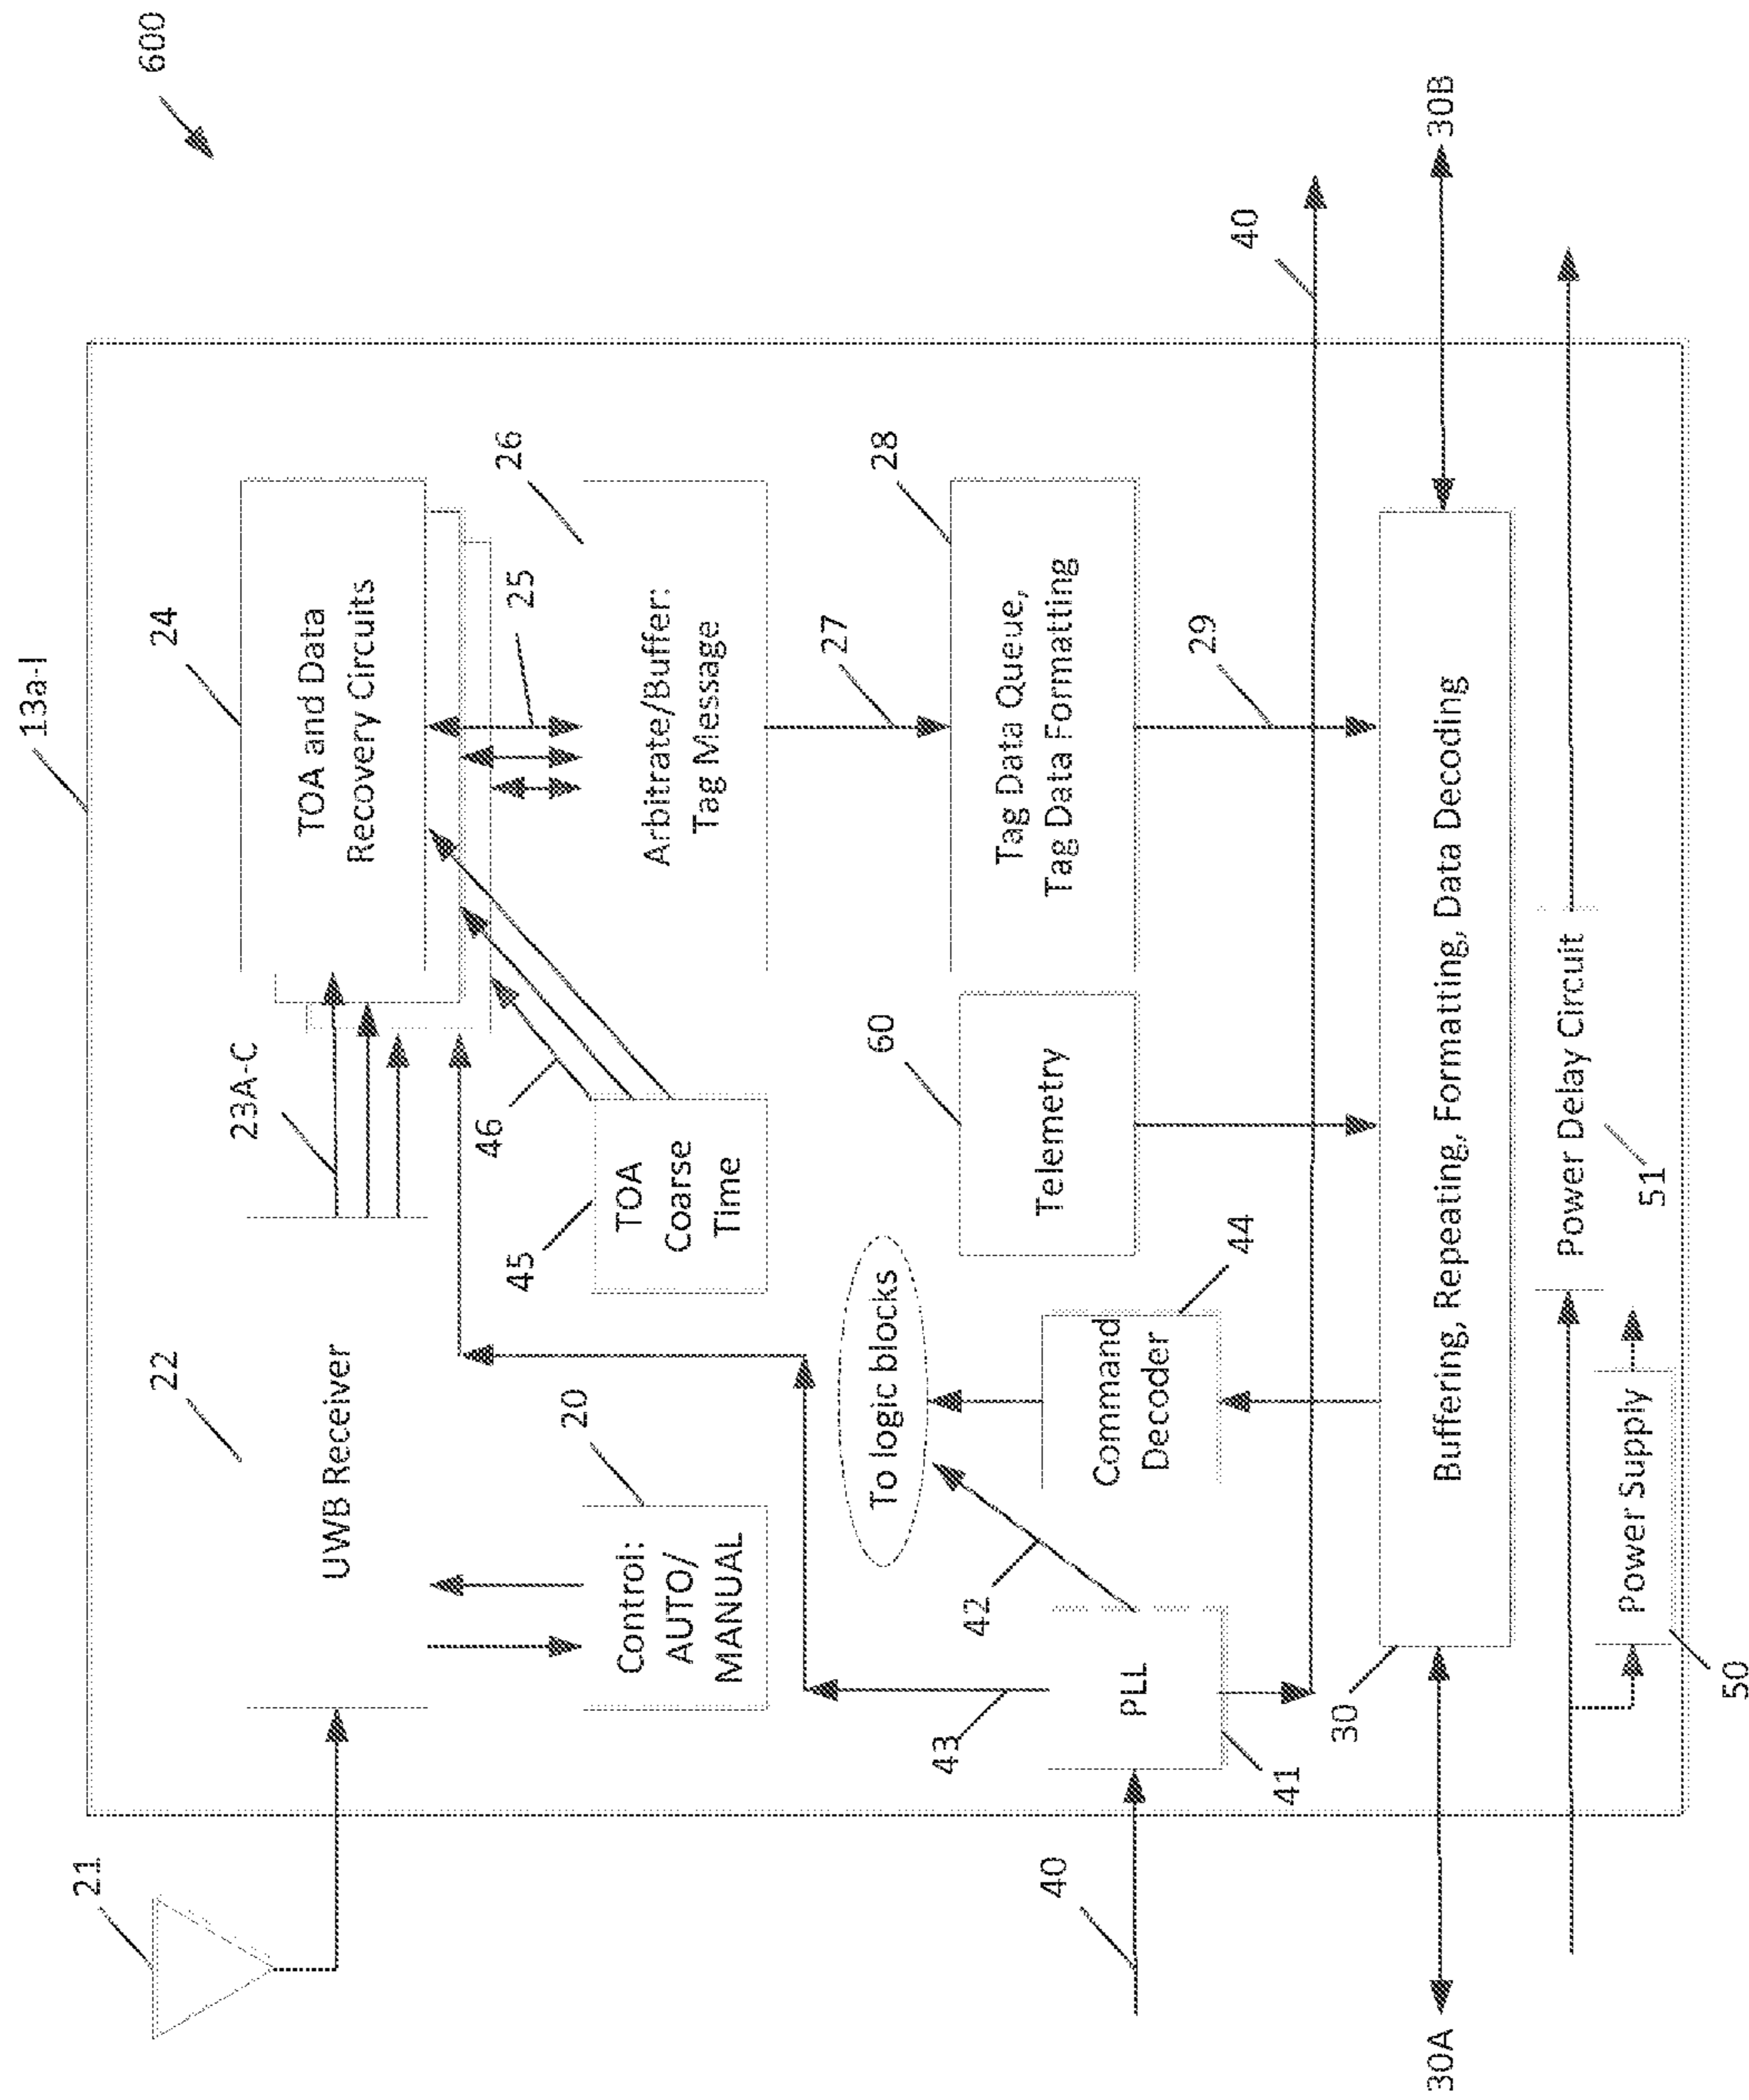 600
13a-l
21
22
UWB Receiver
23A-C
24
TOA and Data
Recovery Circuits
20
Control:
AUTO/
MANUAL
45
TOA
Coarse
Time
46
25
26
Arbitrate/Buffer:
Tag Message
27
To logic blocks
43
42
40
PLL
41
Command
Decoder
44
60
Telemetry
28
Tag Data Queue,
Tag Data Formatting
29
40
30A
30
Buffering, Repeating, Formatting, Data Decoding
30B
Power Supply
50
Power Delay Circuit
51